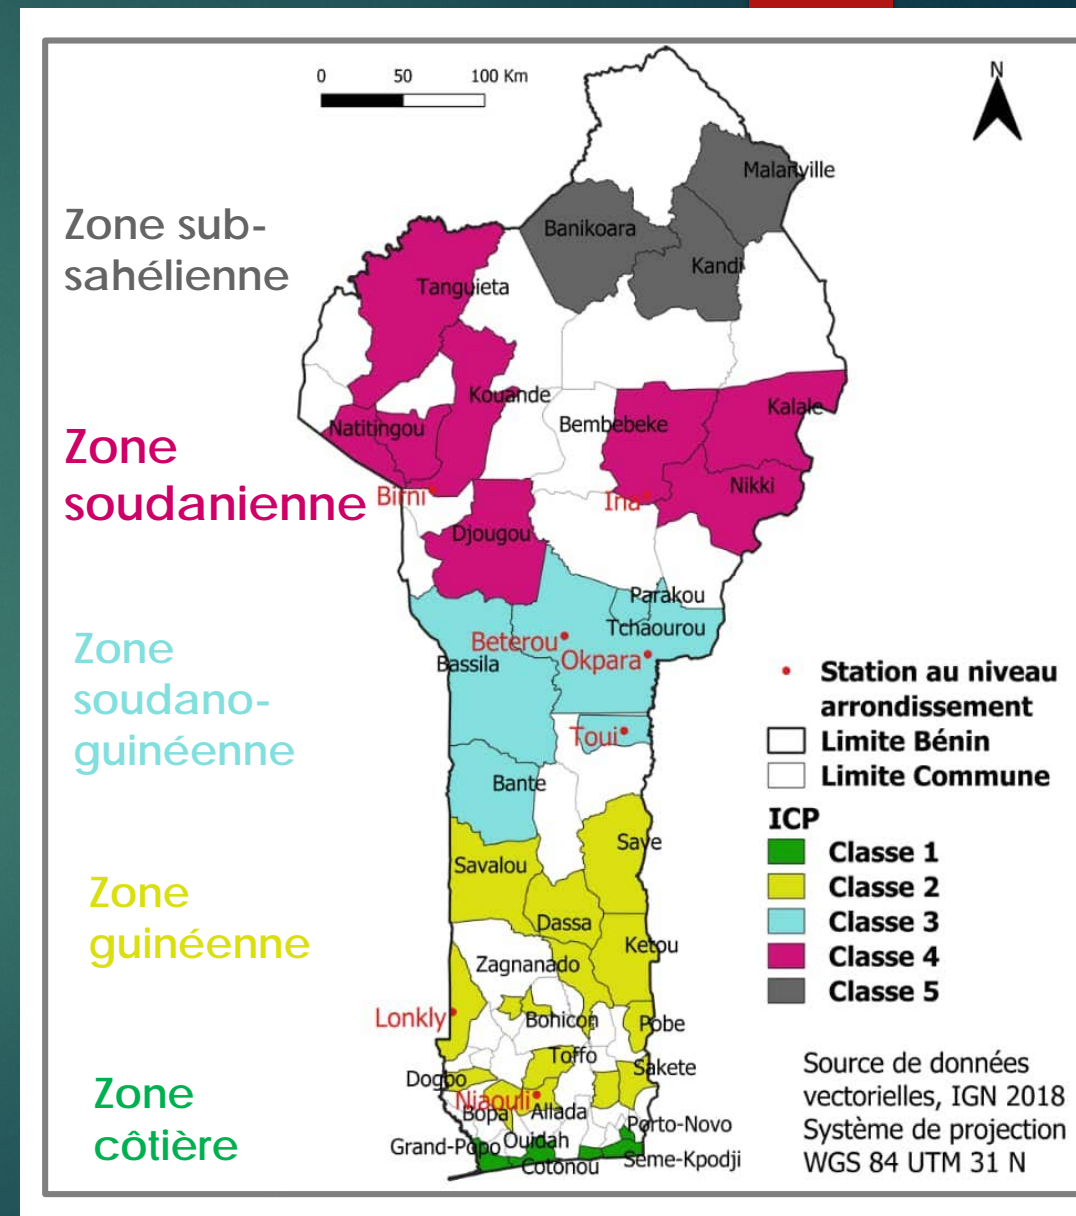 0 50 100 Km
N
Malanville
Zone sub-
sahélienne
Banikoara
Kandi
Tanguieta
Kouande
Kalale
Bembebeke
Natitingou
Zone
soudanienne
Birni
Ina
Nikki
Djougou
Parakou
Tchaourou
Zone
soudano-
guinéenne
Beterou
Okpara
Bassila
Toui
Bante
Station au niveau
arrondissement
Limite Bénin
Limite Commune
ICP
Classe 1
Classe 2
Classe 3
Classe 4
Classe 5
Save
Savalou
Zone
guinéenne
Dassa
Ketou
Zagnanado
Lonkly
Bohicon
Pobe
Toffo
Sakete
Dogbo
Niaouli
Bopa
Allada
Porto-Novo
Zone
côtière
Grand-Popo
Ouidah
Cotonou
Seme-Kpodji
Source de données
vectorielles, IGN 2018
Système de projection
WGS 84 UTM 31 N